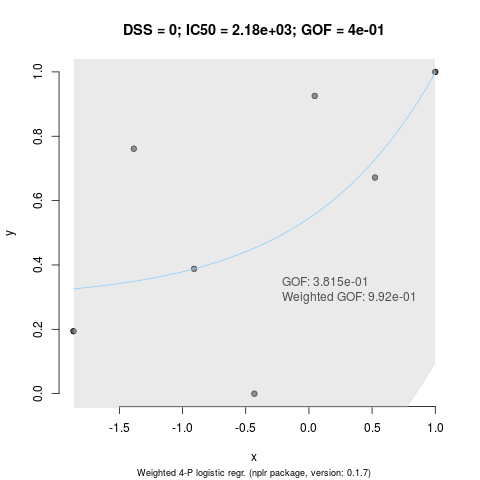 DSS = 0; IC50 = 2.18e+03; GOF = 4e-01
1.0
0.8
0.6
0.4
0.2
0.0
y
GOF: 3.815e-01
Weighted GOF: 9.92e-01
-1.5 -1.0 -0.5 0.0 0.5 1.0
x
Weighted 4-P logistic regr. (nplr package, version: 0.1.7)